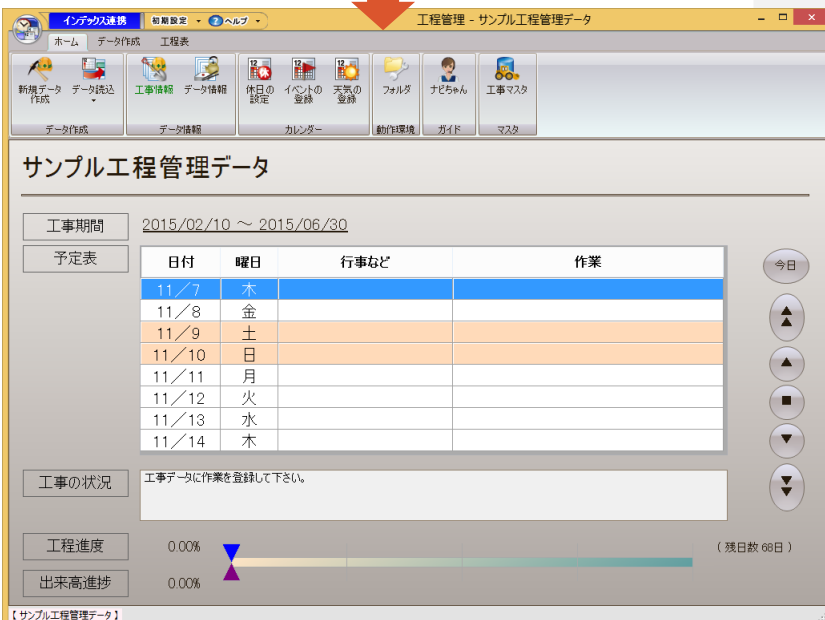 インデックス連携 初期設定 ヘルプ 工程管理 - サンプル工程管理データ
ホーム データ作成 工程表
新規データ作成 データ読込 工事情報 データ情報 休日の設定 イベントの登録 天気の登録 フォルダ ナビちゃん 工事マスタ
データ作成 データ情報 カレンダー 動作環境 ガイド マスタ
サンプル工程管理データ
工事期間 2015/02/10 ～ 2015/06/30
予定表 日付 曜日 行事など 作業 今日
11／7 木
11／8 金
11／9 土
11／10 日
11／11 月
11／12 火
11／13 水
11／14 木
工事の状況 工事データに作業を登録して下さい。
工程進度 0.00% (残日数 68日)
出来高進捗 0.00%
【サンプル工程管理データ】